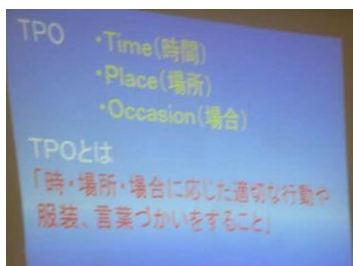 TPO ・Time(時間)
・Place(場所)
・Occasion(場合)
TPOとは
「時・場所・場合に応じた適切な行動や
服装、言葉づかいをすること」